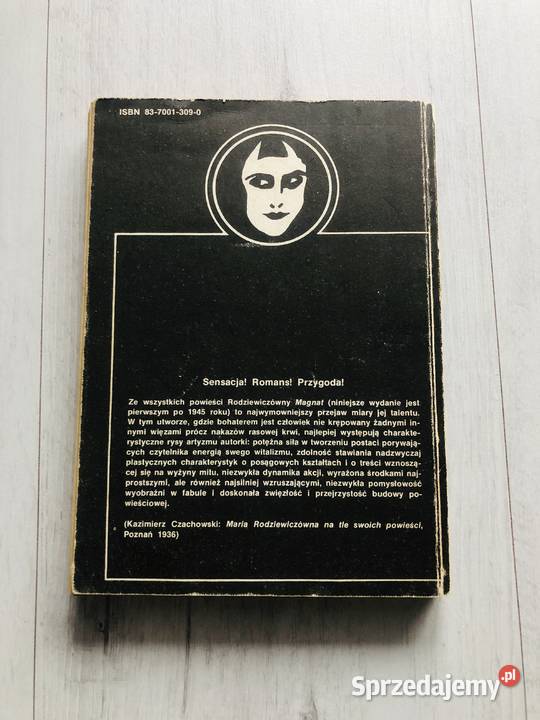 ISBN 83-7001-309-0
Sensacja! Romans! Przygoda!
Ze wszystkich powieści Rodziewiczówny Magnat (niniejsze wydanie jest
pierwszym po 1945 roku) to najwymowniejszy przejaw miary jej talentu.
W tym utworze, gdzie bohaterem jest człowiek nie krępowany żadnymi in-
nymi więzami prócz nakazów rasowej krwi, najlepiej występują charakte-
rystyczne rysy artyzmu autorki: potężna siła w tworzeniu postaci porywają-
cych czytelnika energią swego witalizmu, zdolność stawiania nadzwyczaj
plastycznych charakterystyk o posągowych kształtach i o treści wznoszą-
cej się na wyżyny mitu, niezwykła dynamika akcji, wyrażona środkami naj-
prostszymi, ale również najsilniej wzruszającymi, niezwykła pomysłowość
wyobraźni w fabule i doskonała zwięzłość i przejrzystość budowy po-
wieściowej.
(Kazimierz Czachowski: Maria Rodziewiczówna na tle swoich powieści,
Poznań 1936)
Sprzedajemy.pl